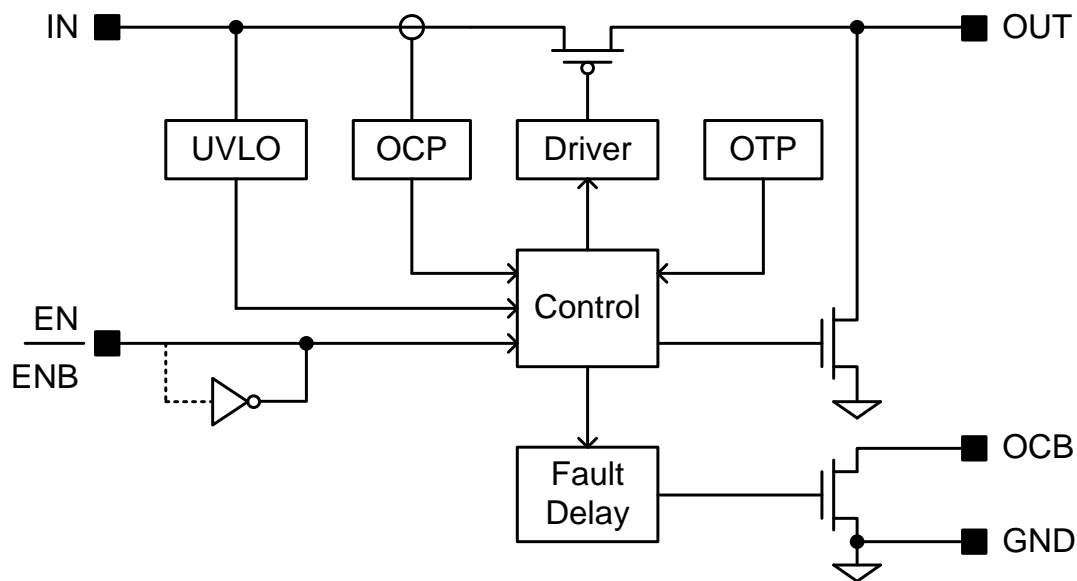 IN
OUT
UVLO
OCP
Driver
OTP
Control
EN
ENB
Fault
Delay
OCB
GND